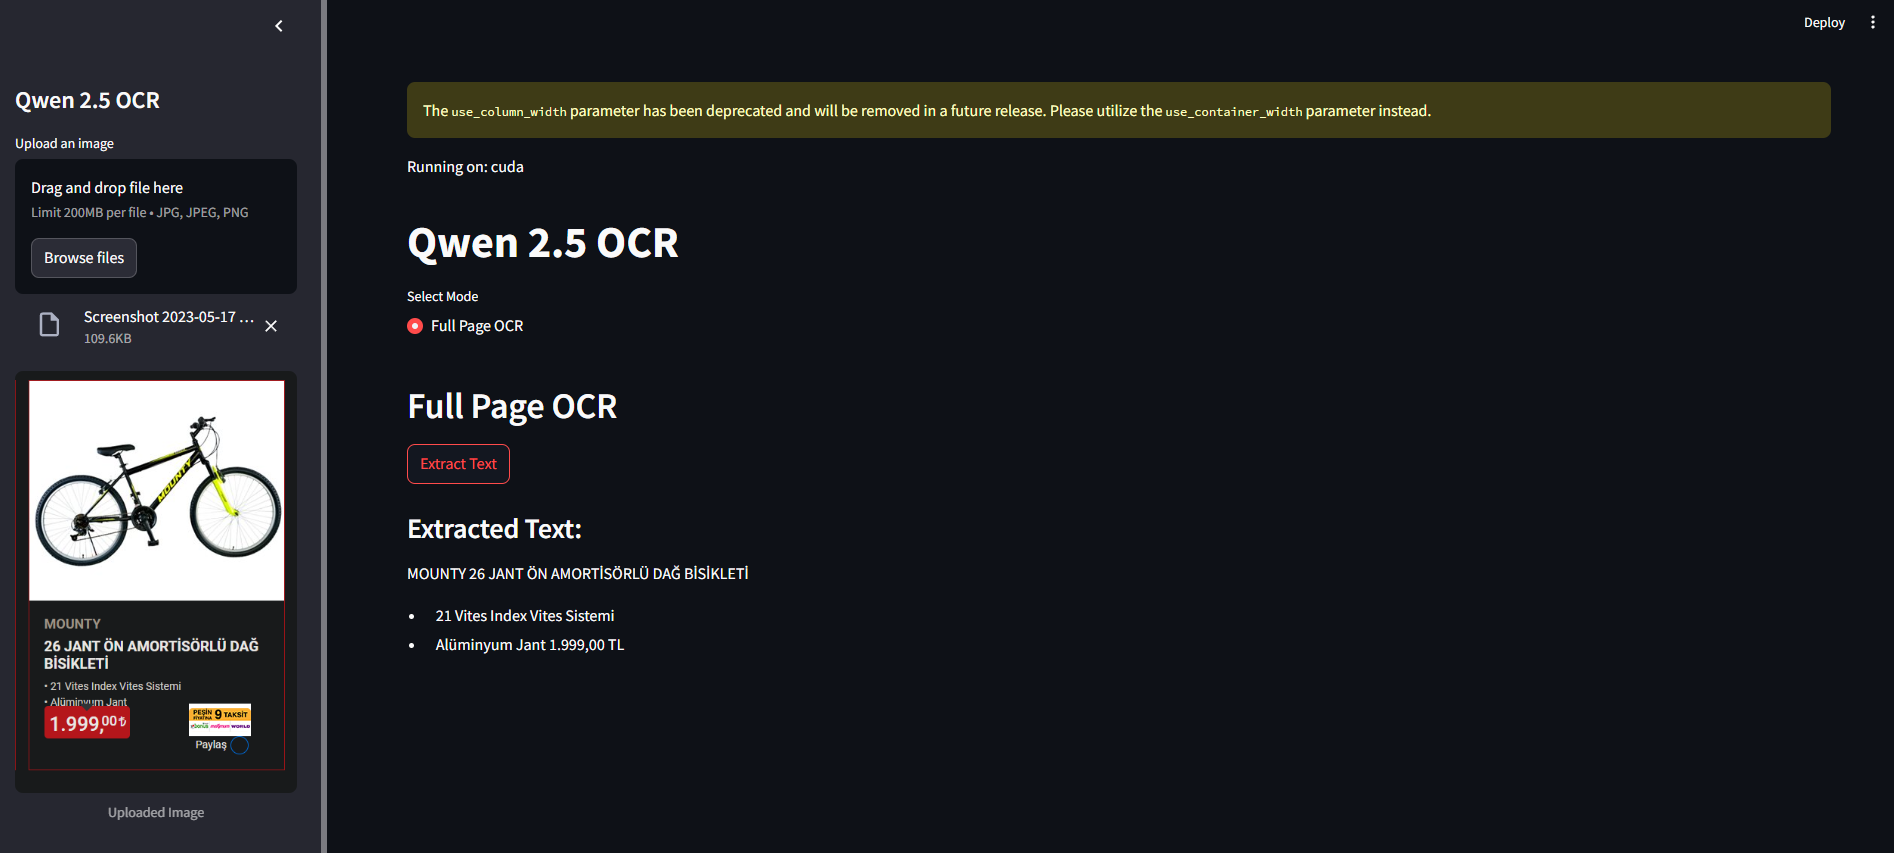 Deploy
Qwen 2.5 OCR
Upload an image
Drag and drop file here
Limit 200MB per file • JPG, JPEG, PNG
Browse files
Screenshot 2023-05-17 ...
109.6KB
MOUNTY
MOUNTY
26 JANT ÖN AMORTİSÖRLÜ DAĞ
BİSİKLETİ
• 21 Vites Index Vites Sistemi
• Alüminyum Jant
1.999,00₺
PEŞİN FİYATINA 9 TAKSİT
WORLD
Paylaş
Uploaded Image
The use_column_width parameter has been deprecated and will be removed in a future release. Please utilize the use_container_width parameter instead.
Running on: cuda
Qwen 2.5 OCR
Select Mode
Full Page OCR
Full Page OCR
Extract Text
Extracted Text:
MOUNTY 26 JANT ÖN AMORTİSÖRLÜ DAĞ BİSİKLETİ
• 21 Vites Index Vites Sistemi
• Alüminyum Jant 1.999,00 TL